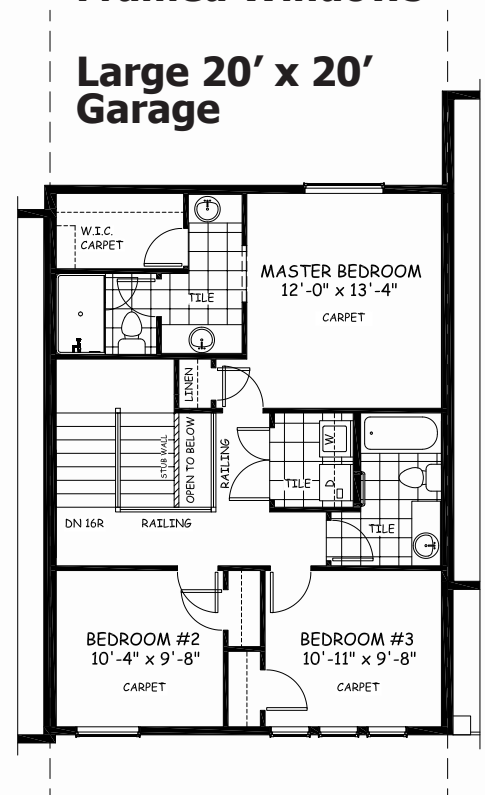 Large 20’ x 20’
Garage
W.I.C.
CARPET
TILE
MASTER BEDROOM
12'-0" x 13'-4"
CARPET
LINEN
STUB WALL
OPEN TO BELOW
RAILING
W
D
TILE
TILE
DN 16R
RAILING
BEDROOM #2
10'-4" x 9'-8"
CARPET
BEDROOM #3
10'-11" x 9'-8"
CARPET